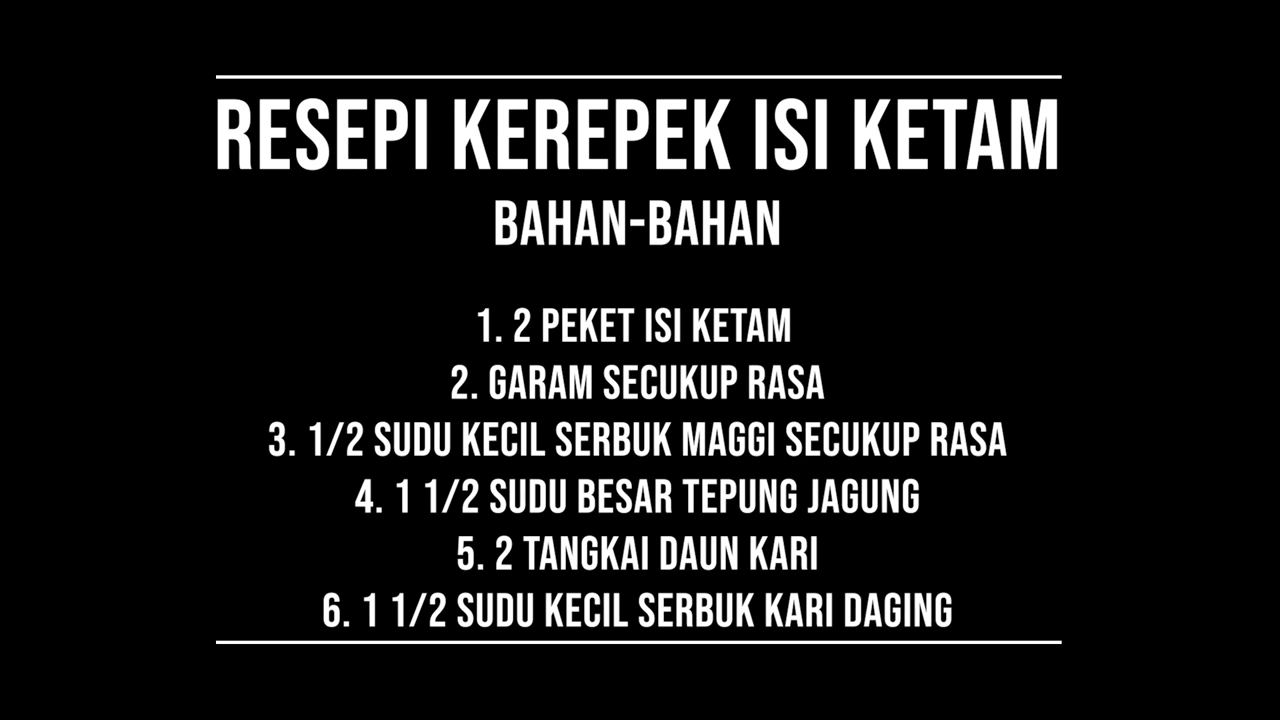 RESEPI KEREPEK ISI KETAM
BAHAN-BAHAN
1. 2 PEKET ISI KETAM
2. GARAM SECUKUP RASA
3. 1/2 SUDU KECIL SERBUK MAGGI SECUKUP RASA
4. 1 1/2 SUDU BESAR TEPUNG JAGUNG
5. 2 TANGKAI DAUN KARI
6. 1 1/2 SUDU KECIL SERBUK KARI DAGING